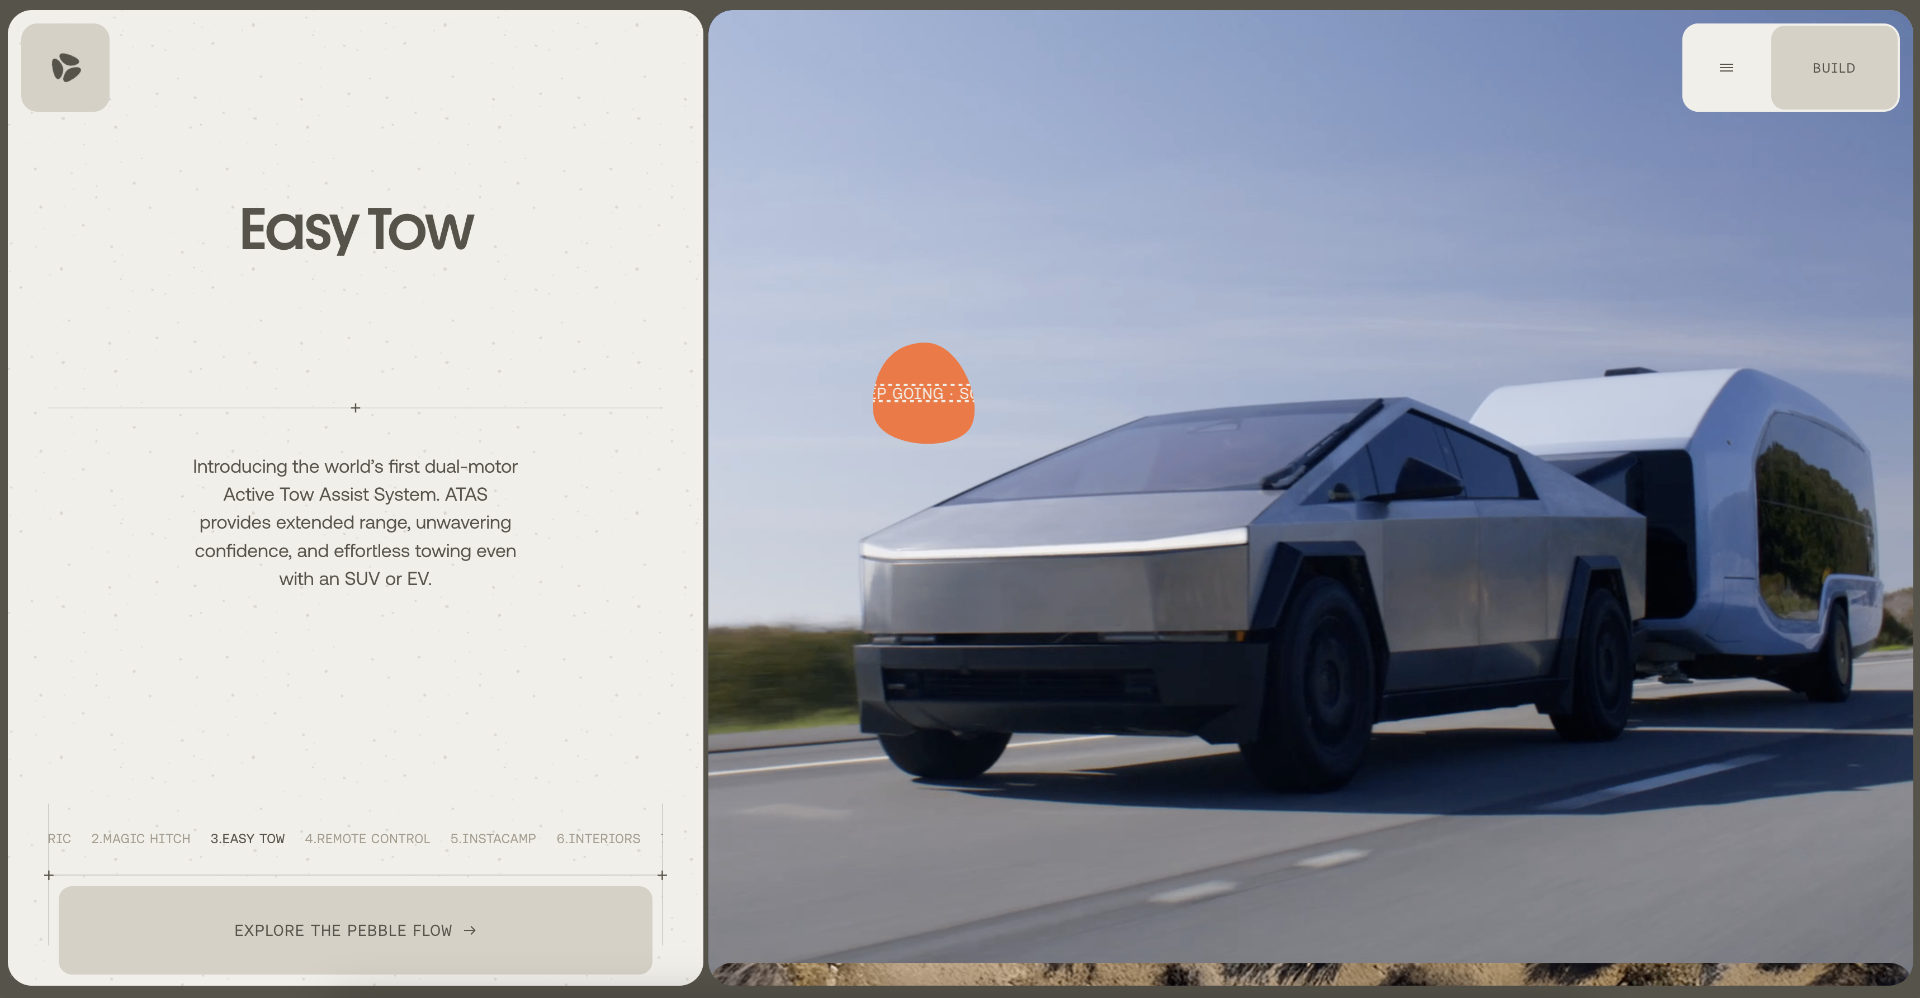 BUILD
Easy Tow
GOING : 
Introducing the world’s first dual-motor
Active Tow Assist System. ATAS
provides extended range, unwavering
confidence, and effortless towing even
with an SUV or EV.
RIC 2.MAGIC HITCH 3.EASY TOW 4.REMOTE CONTROL 5.INSTACAMP 6.INTERIORS
EXPLORE THE PEBBLE FLOW →